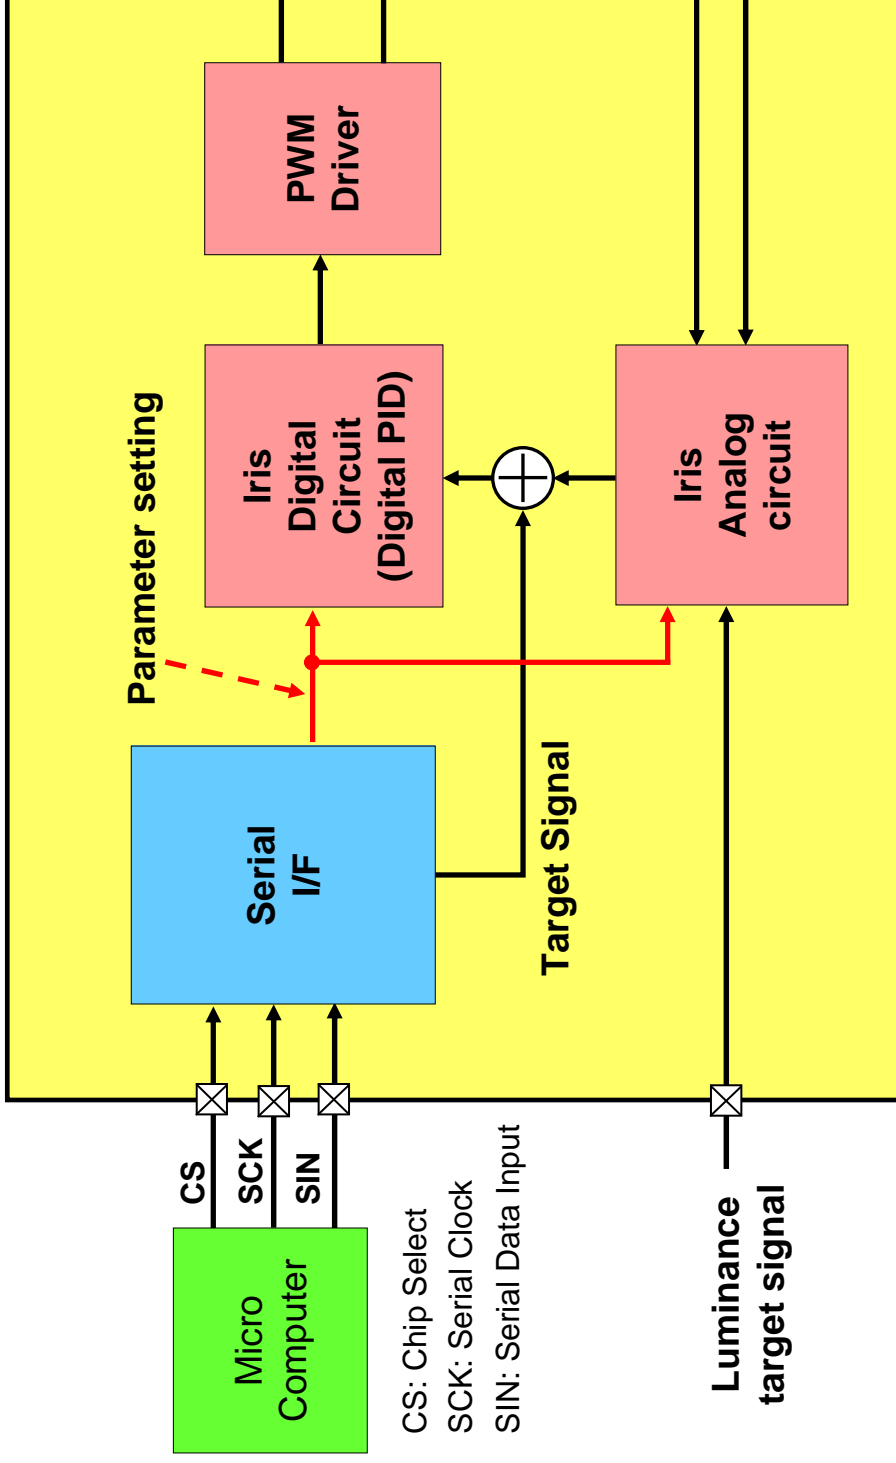 Micro
Computer
CS
SCK
SIN
CS: Chip Select
SCK: Serial Clock
SIN: Serial Data Input
Luminance
target signal
Serial
I/F
Target Signal
Parameter setting
Iris
Digital
Circuit
(Digital PID)
Iris
Analog
circuit
PWM
Driver